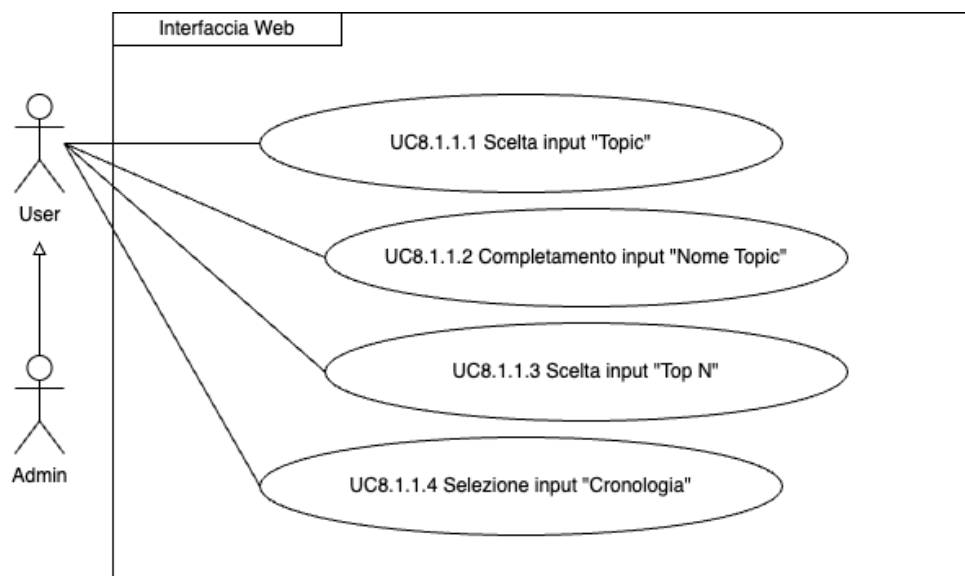 Interfaccia Web
UC8.1.1.1 Scelta input "Topic"
User
UC8.1.1.2 Completamento input "Nome Topic"
UC8.1.1.3 Scelta input "Top N"
Admin
UC8.1.1.4 Selezione input "Cronologia"